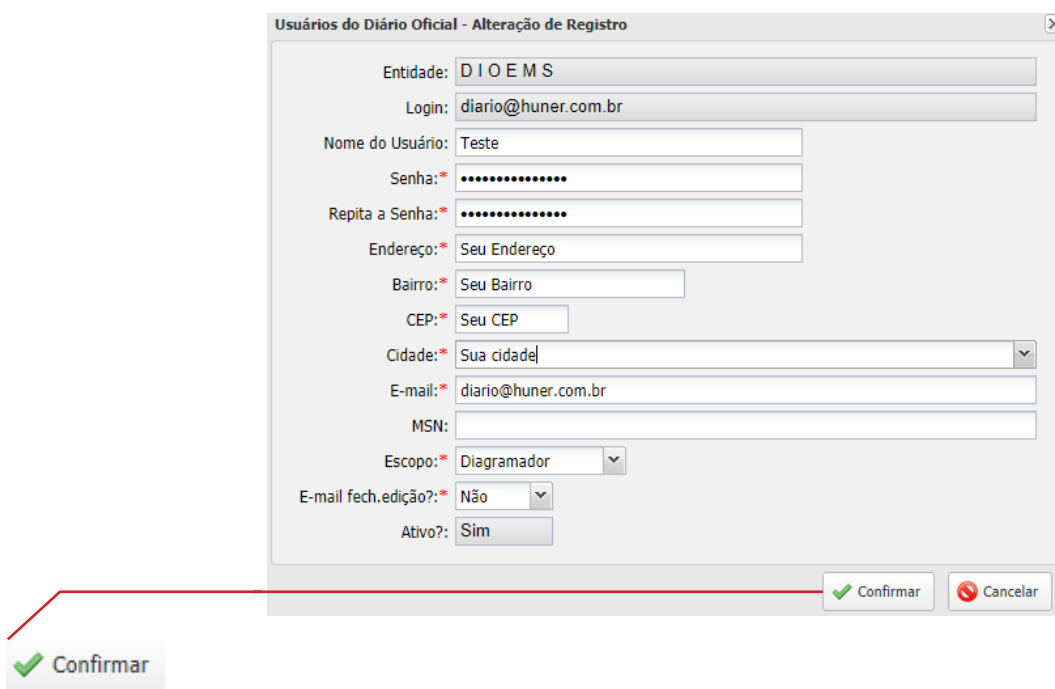 Usuários do Diário Oficial - Alteração de Registro
Entidade: D I O E M S
Login: diario@huner.com.br
Nome do Usuário: Teste
Senha:* •••••••••••••••
Repita a Senha:* •••••••••••••••
Endereço:* Seu Endereço
Bairro:* Seu Bairro
CEP:* Seu CEP
Cidade:* Sua cidade
E-mail:* diario@huner.com.br
MSN:
Escopo:* Diagramador
E-mail fech.edição?:* Não
Ativo?: Sim
Confirmar Cancelar
Confirmar